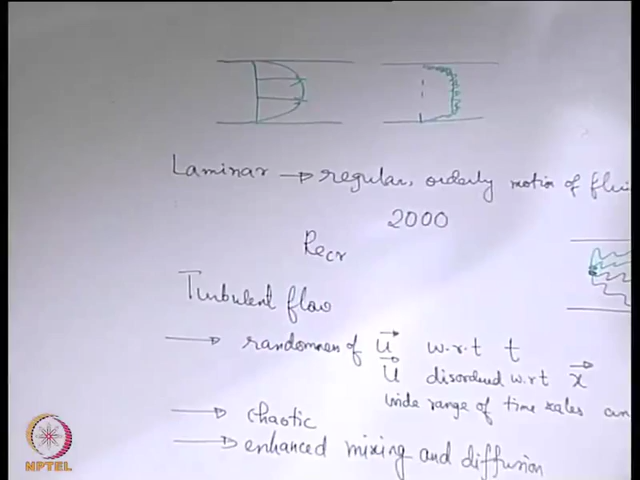 Laminar → regular, orderly motion of flui
2000
Recr
Turbulent flow
→ randomness of u w.r.t t
u disordered w.r.t x
wide range of time scales an
→ chaotic
→ enhanced mixing and diffusion
NPTEL